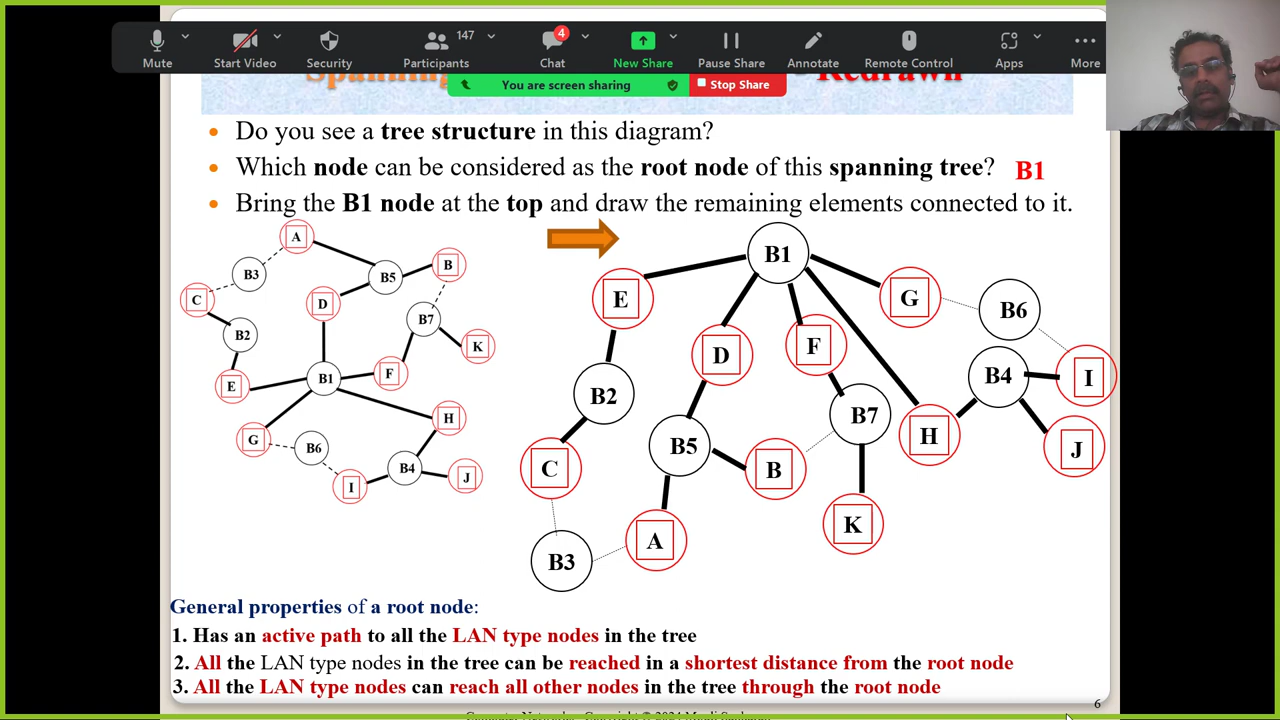 147
4
Mute
Start Video
Security
Participants
Chat
New Share
Pause Share
Annotate
Remote Control
Apps
More
Spanning Redrawn
You are screen sharing
Stop Share
• Do you see a tree structure in this diagram?
• Which node can be considered as the root node of this spanning tree? B1
• Bring the B1 node at the top and draw the remaining elements connected to it.
A
B3
B5
B
C
D
B2
B7
K
E
B1
F
H
G
B6
B4
I
J
B1
E
G
B6
D
F
B4
I
B2
B7
H
J
B5
C
B
K
A
B3
General properties of a root node:
1. Has an active path to all the LAN type nodes in the tree
2. All the LAN type nodes in the tree can be reached in a shortest distance from the root node
3. All the LAN type nodes can reach all other nodes in the tree through the root node
6